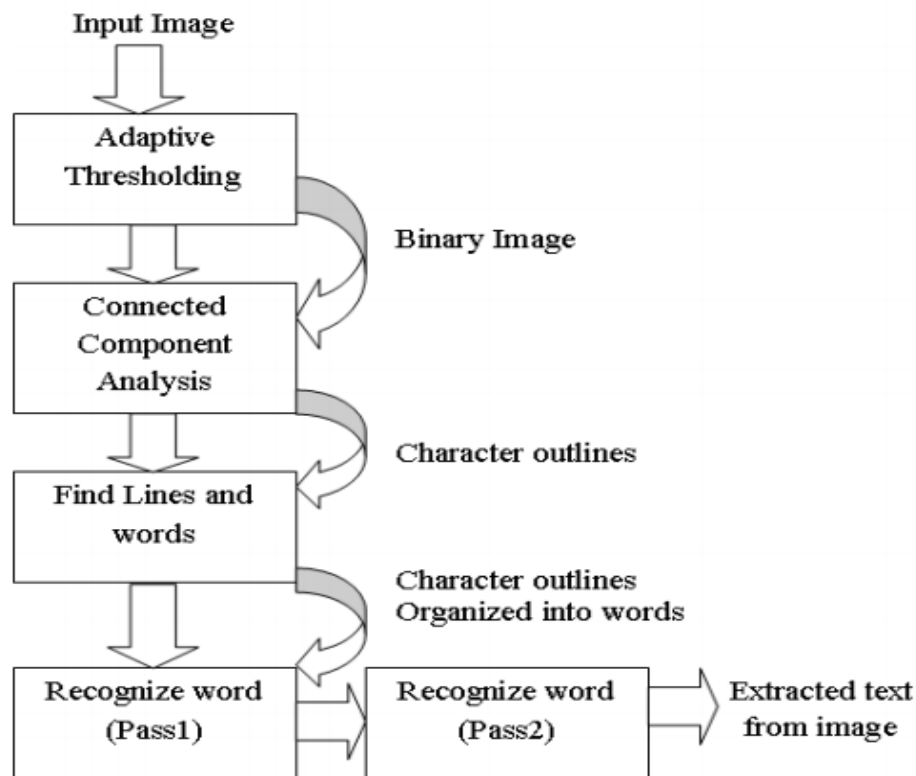 Input Image
Adaptive
Thresholding
Binary Image
Connected
Component
Analysis
Character outlines
Find Lines and
words
Character outlines
Organized into words
Recognize word
(Pass1)
Recognize word
(Pass2)
Extracted text
from image